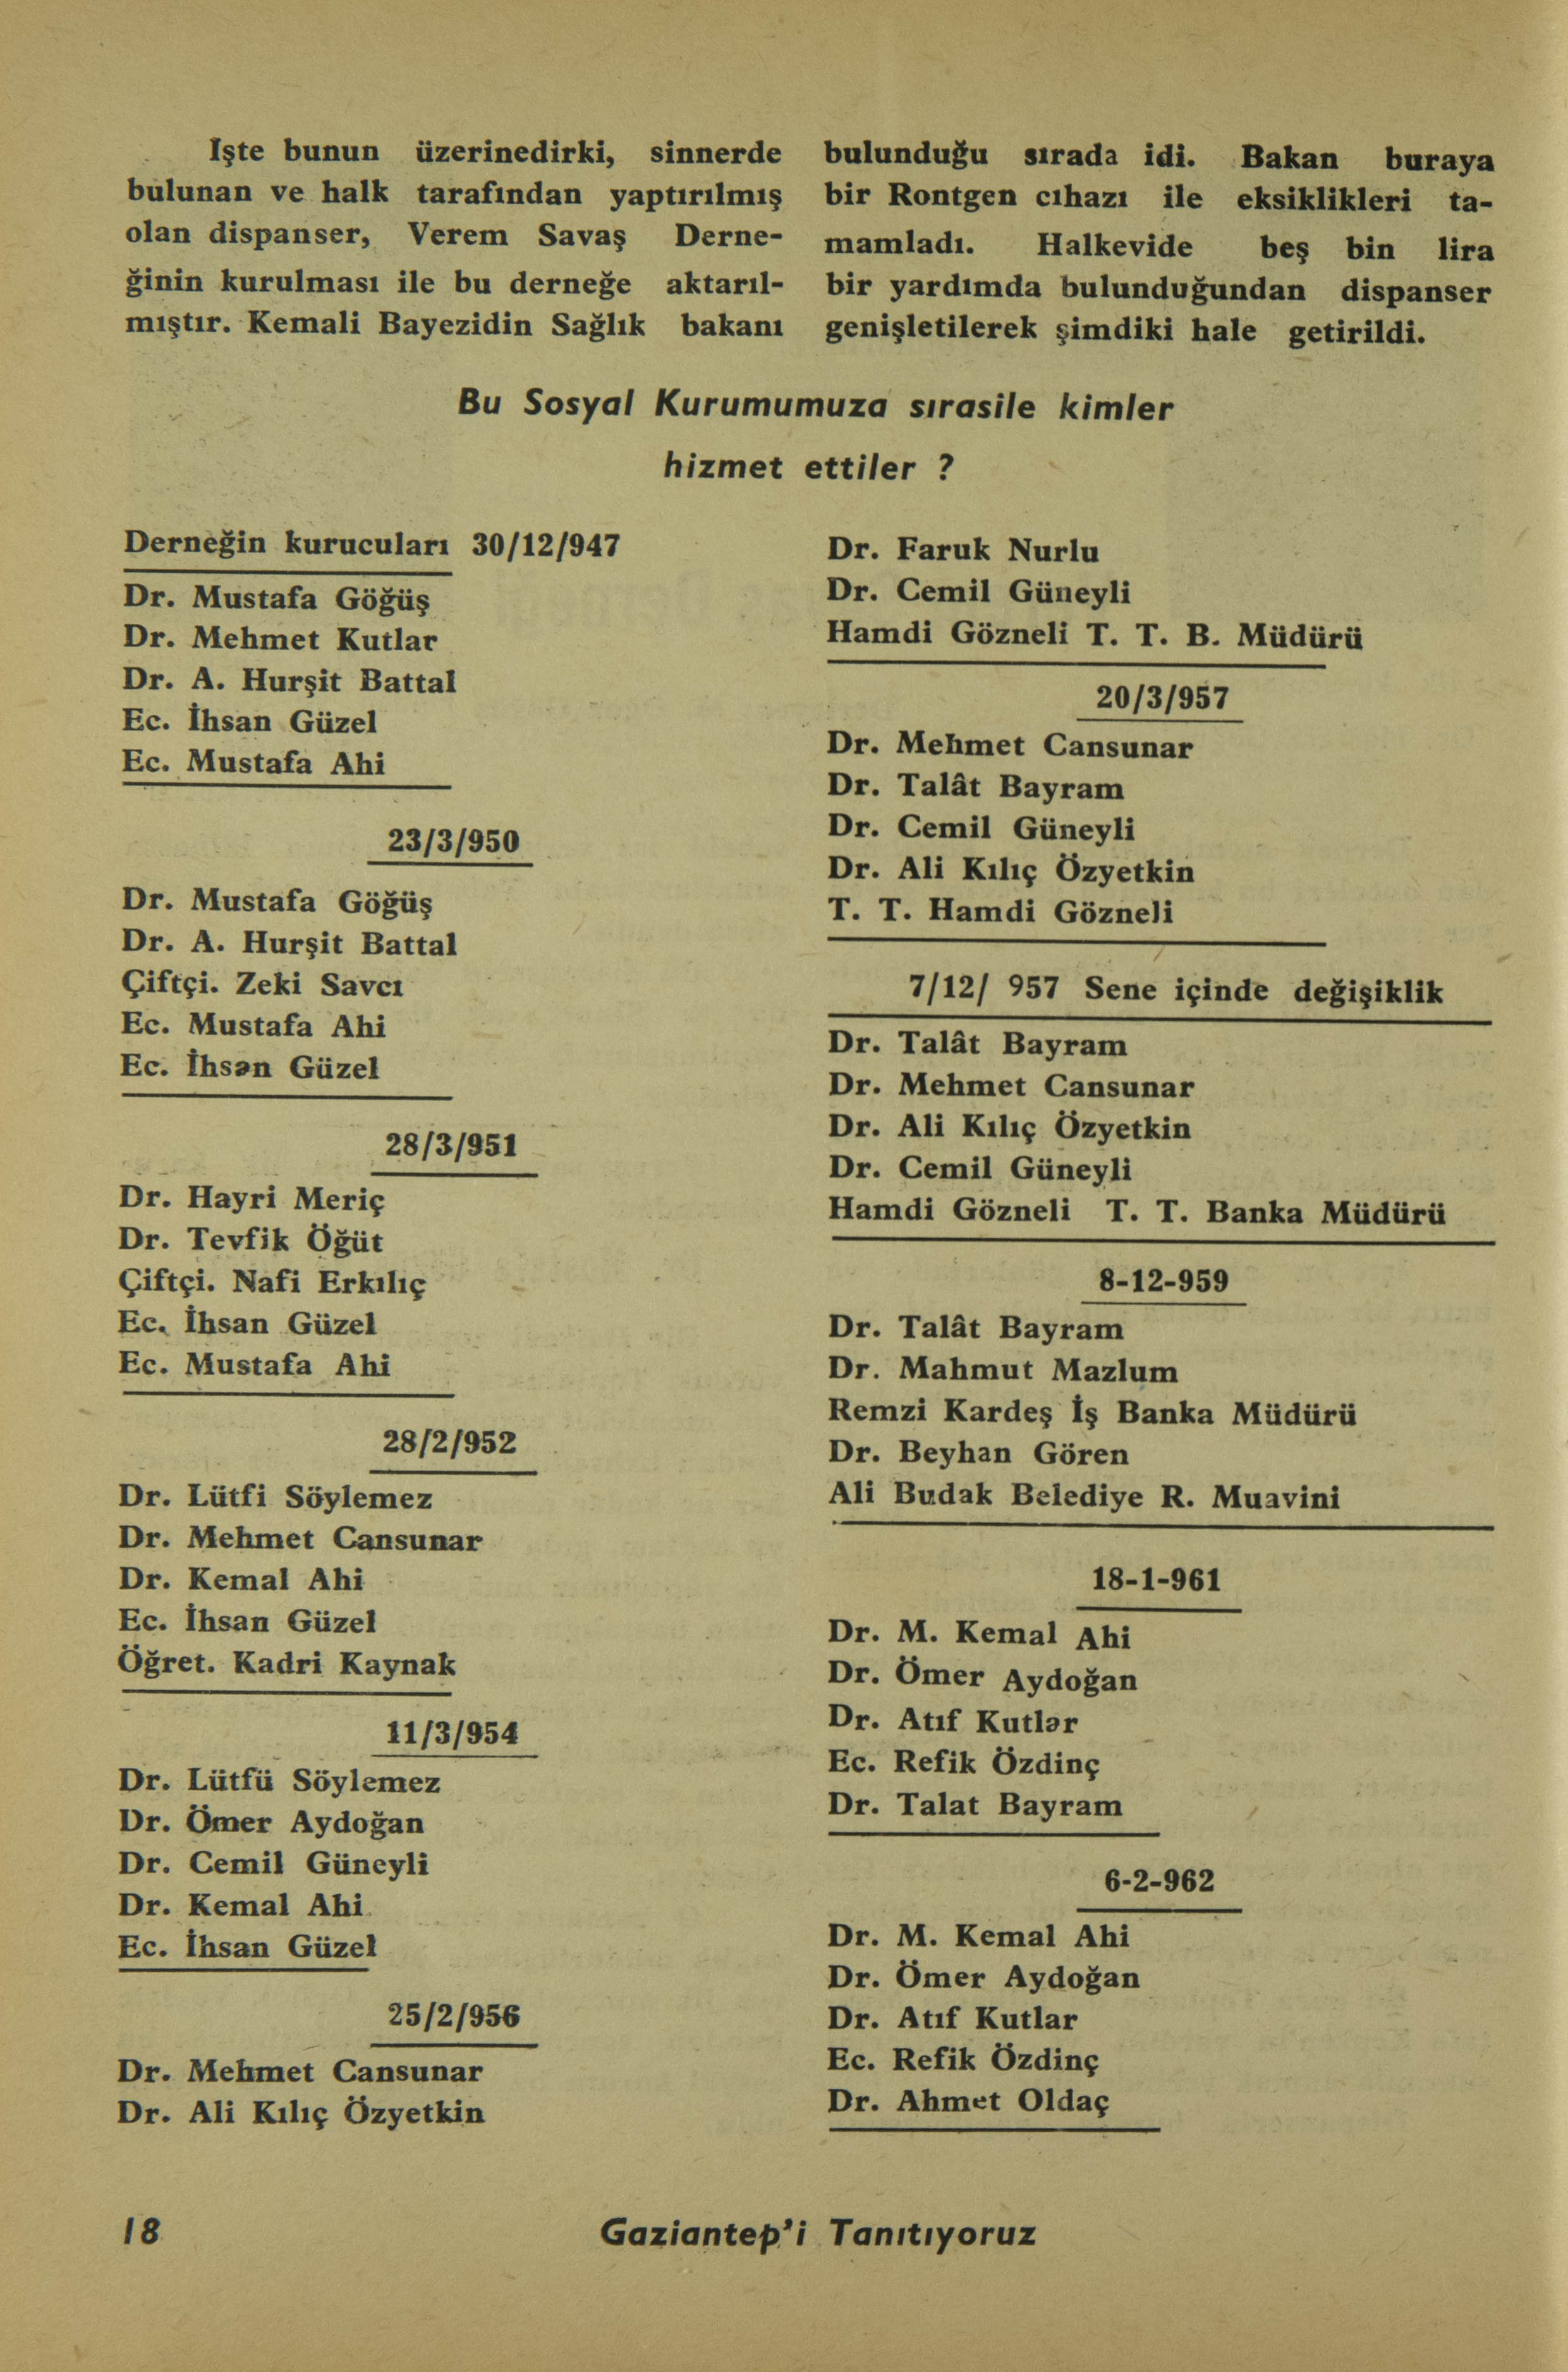 İşte bunun üzerinedirki, sinnerde
bulunan ve halk tarafından yaptırılmış
olan dispanser, Verem Savaş Derne-
ğinin kurulması ile bu derneğe aktarıl-
mıştır. Kemali Bayezidin Sağlık bakanı
bulunduğu sırada idi. Bakan buraya
bir Rontgen cıhazı ile eksiklikleri ta-
mamladı. Halkevide beş bin lira
bir yardımda bulunduğundan dispanser
genişletilerek şimdiki hale getirildi.
Bu Sosyal Kurumumuza sırasile kimler
hizmet ettiler ?
Derneğin kurucuları 30/12/947
Dr. Mustafa Göğüş
Dr. Mehmet Kutlar
Dr. A. Hurşit Battal
Ec. İhsan Güzel
Ec. Mustafa Ahi
23/3/950
Dr. Mustafa Göğüş
Dr. A. Hurşit Battal
Çiftçi. Zeki Savcı
Ec. Mustafa Ahi
Ec. İhsan Güzel
28/3/951
Dr. Hayri Meriç
Dr. Tevfik Öğüt
Çiftçi. Nafi Erkılıç
Ec. İhsan Güzel
Ec. Mustafa Ahi
28/2/952
Dr. Lütfi Söylemez
Dr. Mehmet Cansunar
Dr. Kemal Ahi
Ec. İhsan Güzel
Öğret. Kadri Kaynak
11/3/954
Dr. Lütfü Söylemez
Dr. Ömer Aydoğan
Dr. Cemil Güneyli
Dr. Kemal Ahi
Ec. İhsan Güzel
25/2/956
Dr. Mehmet Cansunar
Dr. Ali Kılıç Özyetkin
Dr. Faruk Nurlu
Dr. Cemil Güneyli
Hamdi Gözneli T. T. B. Müdürü
20/3/957
Dr. Mehmet Cansunar
Dr. Talât Bayram
Dr. Cemil Güneyli
Dr. Ali Kılıç Özyetkin
T. T. Hamdi Gözneli
7/12/ 957 Sene içinde değişiklik
Dr. Talât Bayram
Dr. Mehmet Cansunar
Dr. Ali Kılıç Özyetkin
Dr. Cemil Güneyli
Hamdi Gözneli T. T. Banka Müdürü
8-12-959
Dr. Talât Bayram
Dr. Mahmut Mazlum
Remzi Kardeş İş Banka Müdürü
Dr. Beyhan Gören
Ali Budak Belediye R. Muavini
18-1-961
Dr. M. Kemal Ahi
Dr. Ömer Aydoğan
Dr. Atıf Kutlar
Ec. Refik Özdinç
Dr. Talat Bayram
6-2-962
Dr. M. Kemal Ahi
Dr. Ömer Aydoğan
Dr. Atıf Kutlar
Ec. Refik Özdinç
Dr. Ahmet Oldaç
18
Gaziantep'i Tanıtıyoruz